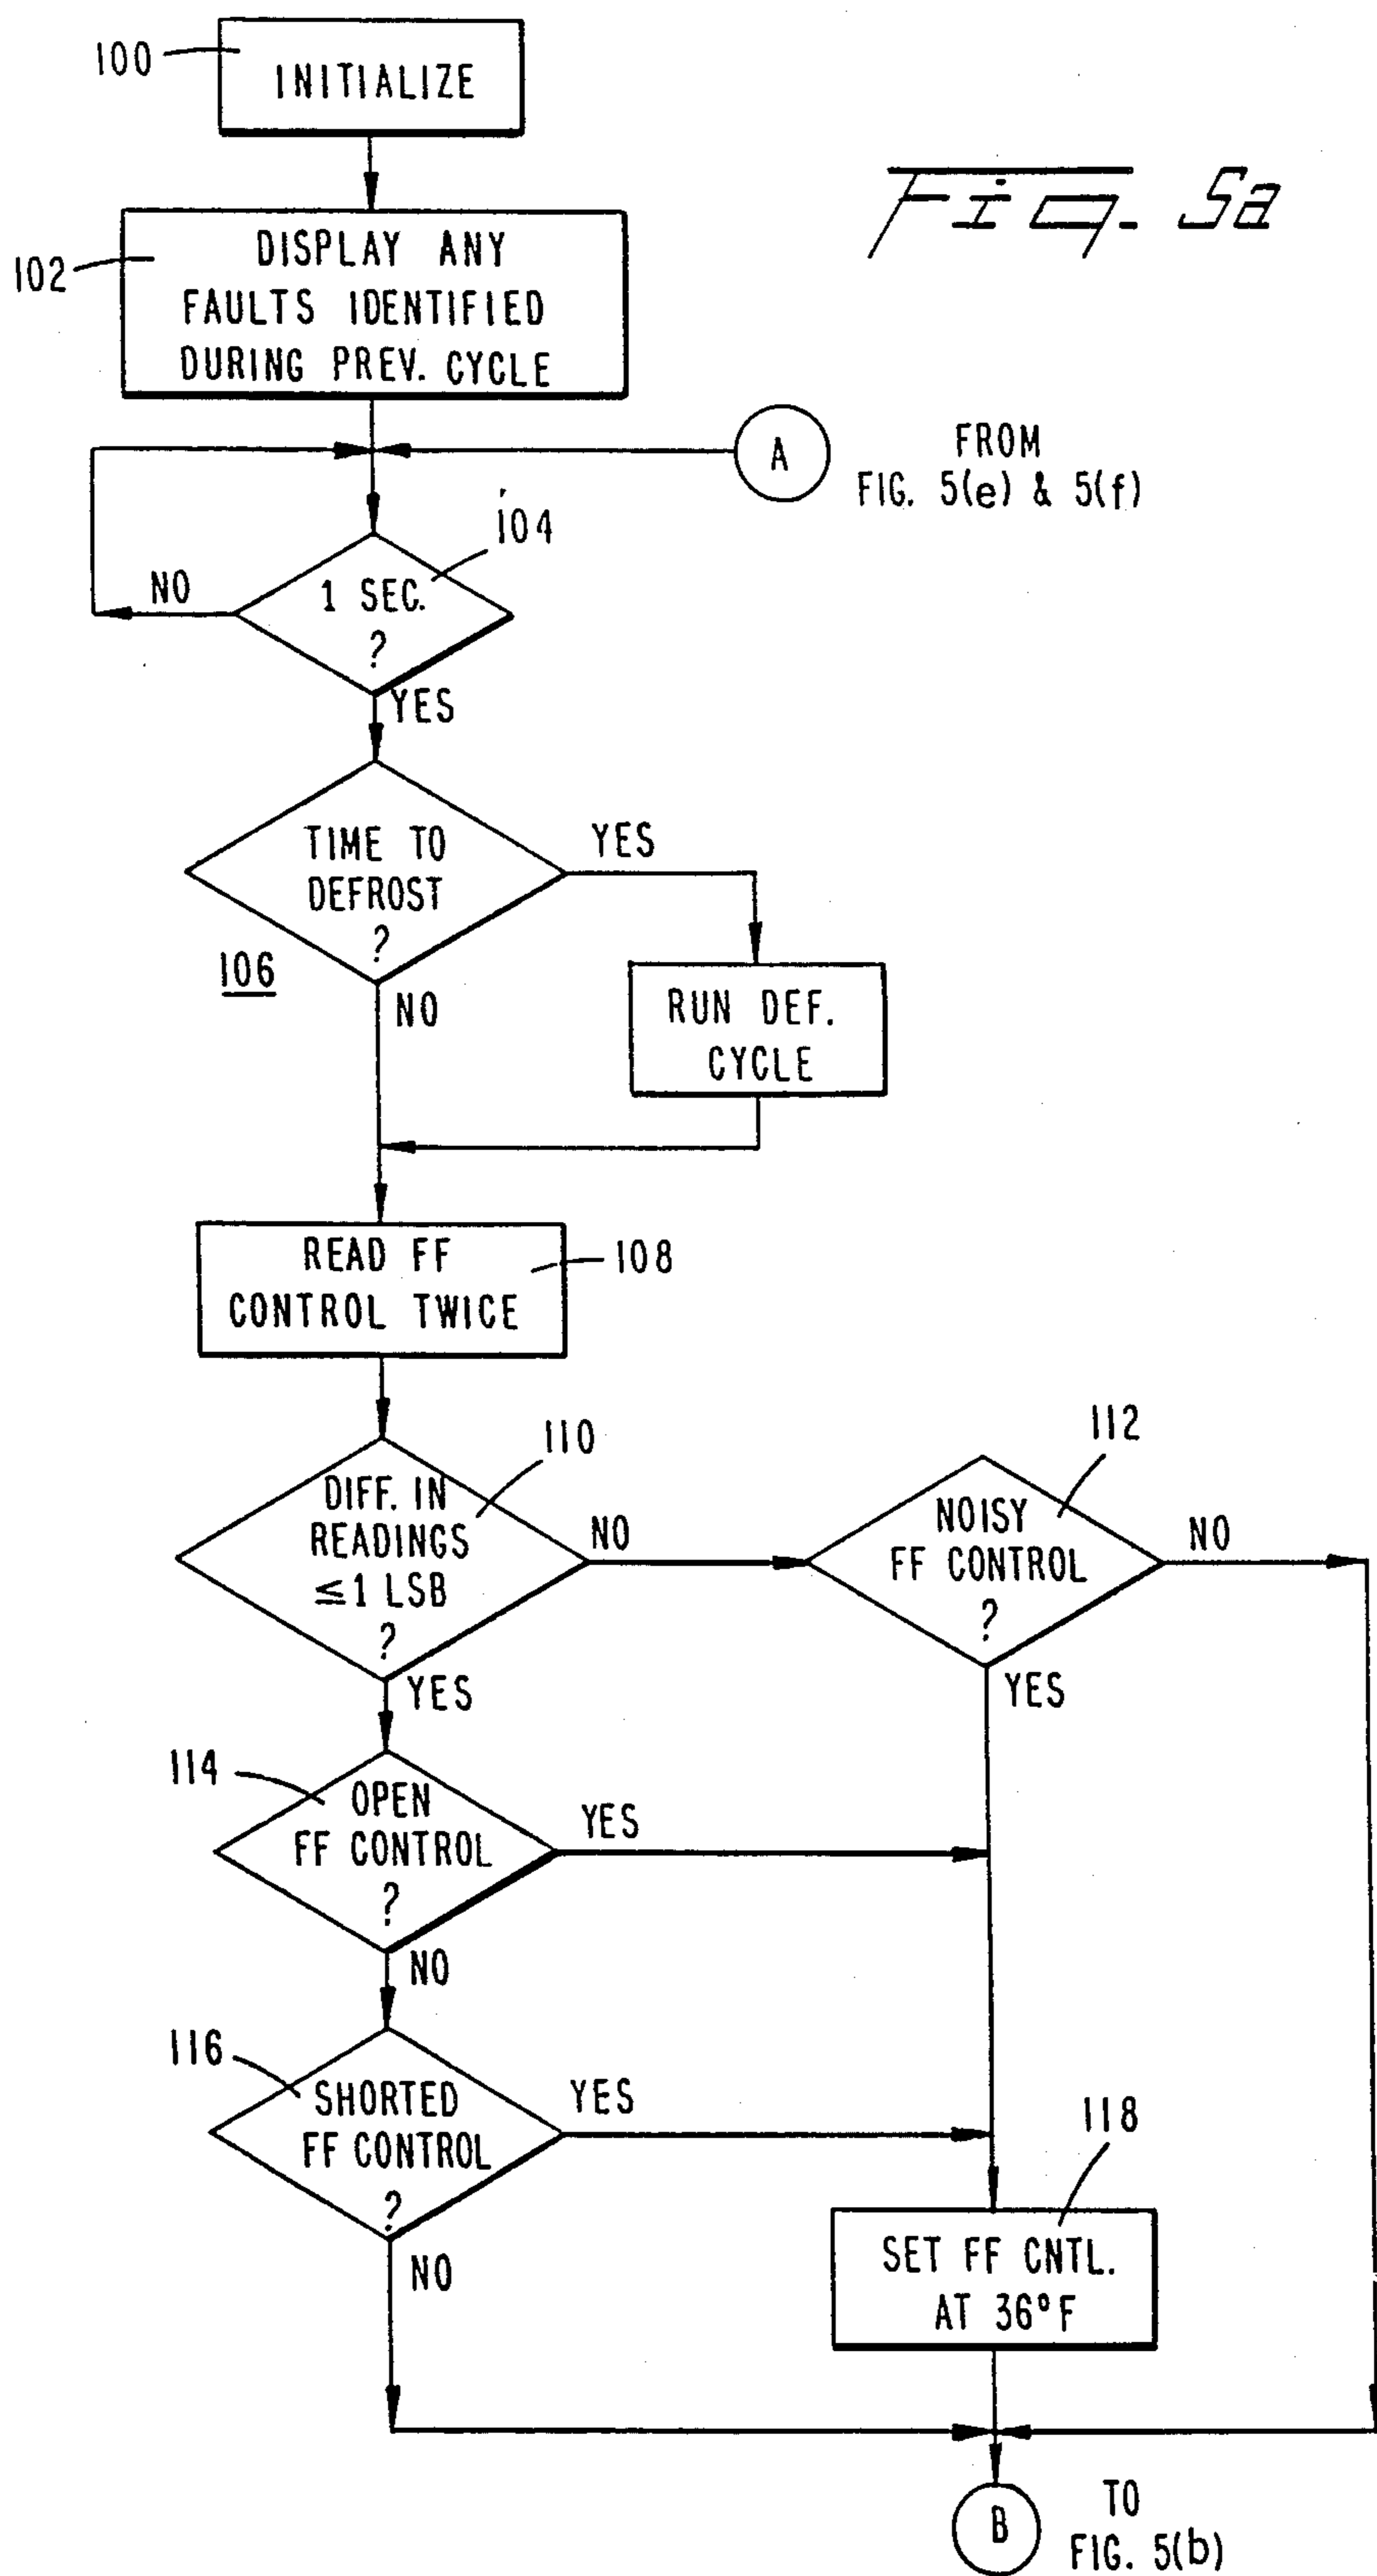 100
INITIALIZE
Fig. 5a
102
DISPLAY ANY
FAULTS IDENTIFIED
DURING PREV. CYCLE
A
FROM
FIG. 5(e) & 5(f)
104
NO
1 SEC.
?
YES
TIME TO
DEFROST
?
YES
106
NO
RUN DEF.
CYCLE
READ FF
CONTROL TWICE
108
110
DIFF. IN
READINGS
≤1 LSB
?
NO
YES
112
NOISY
FF CONTROL
?
NO
YES
114
OPEN
FF CONTROL
?
YES
NO
116
SHORTED
FF CONTROL
?
YES
NO
118
SET FF CNTL.
AT 36°F
B
TO
FIG. 5(b)